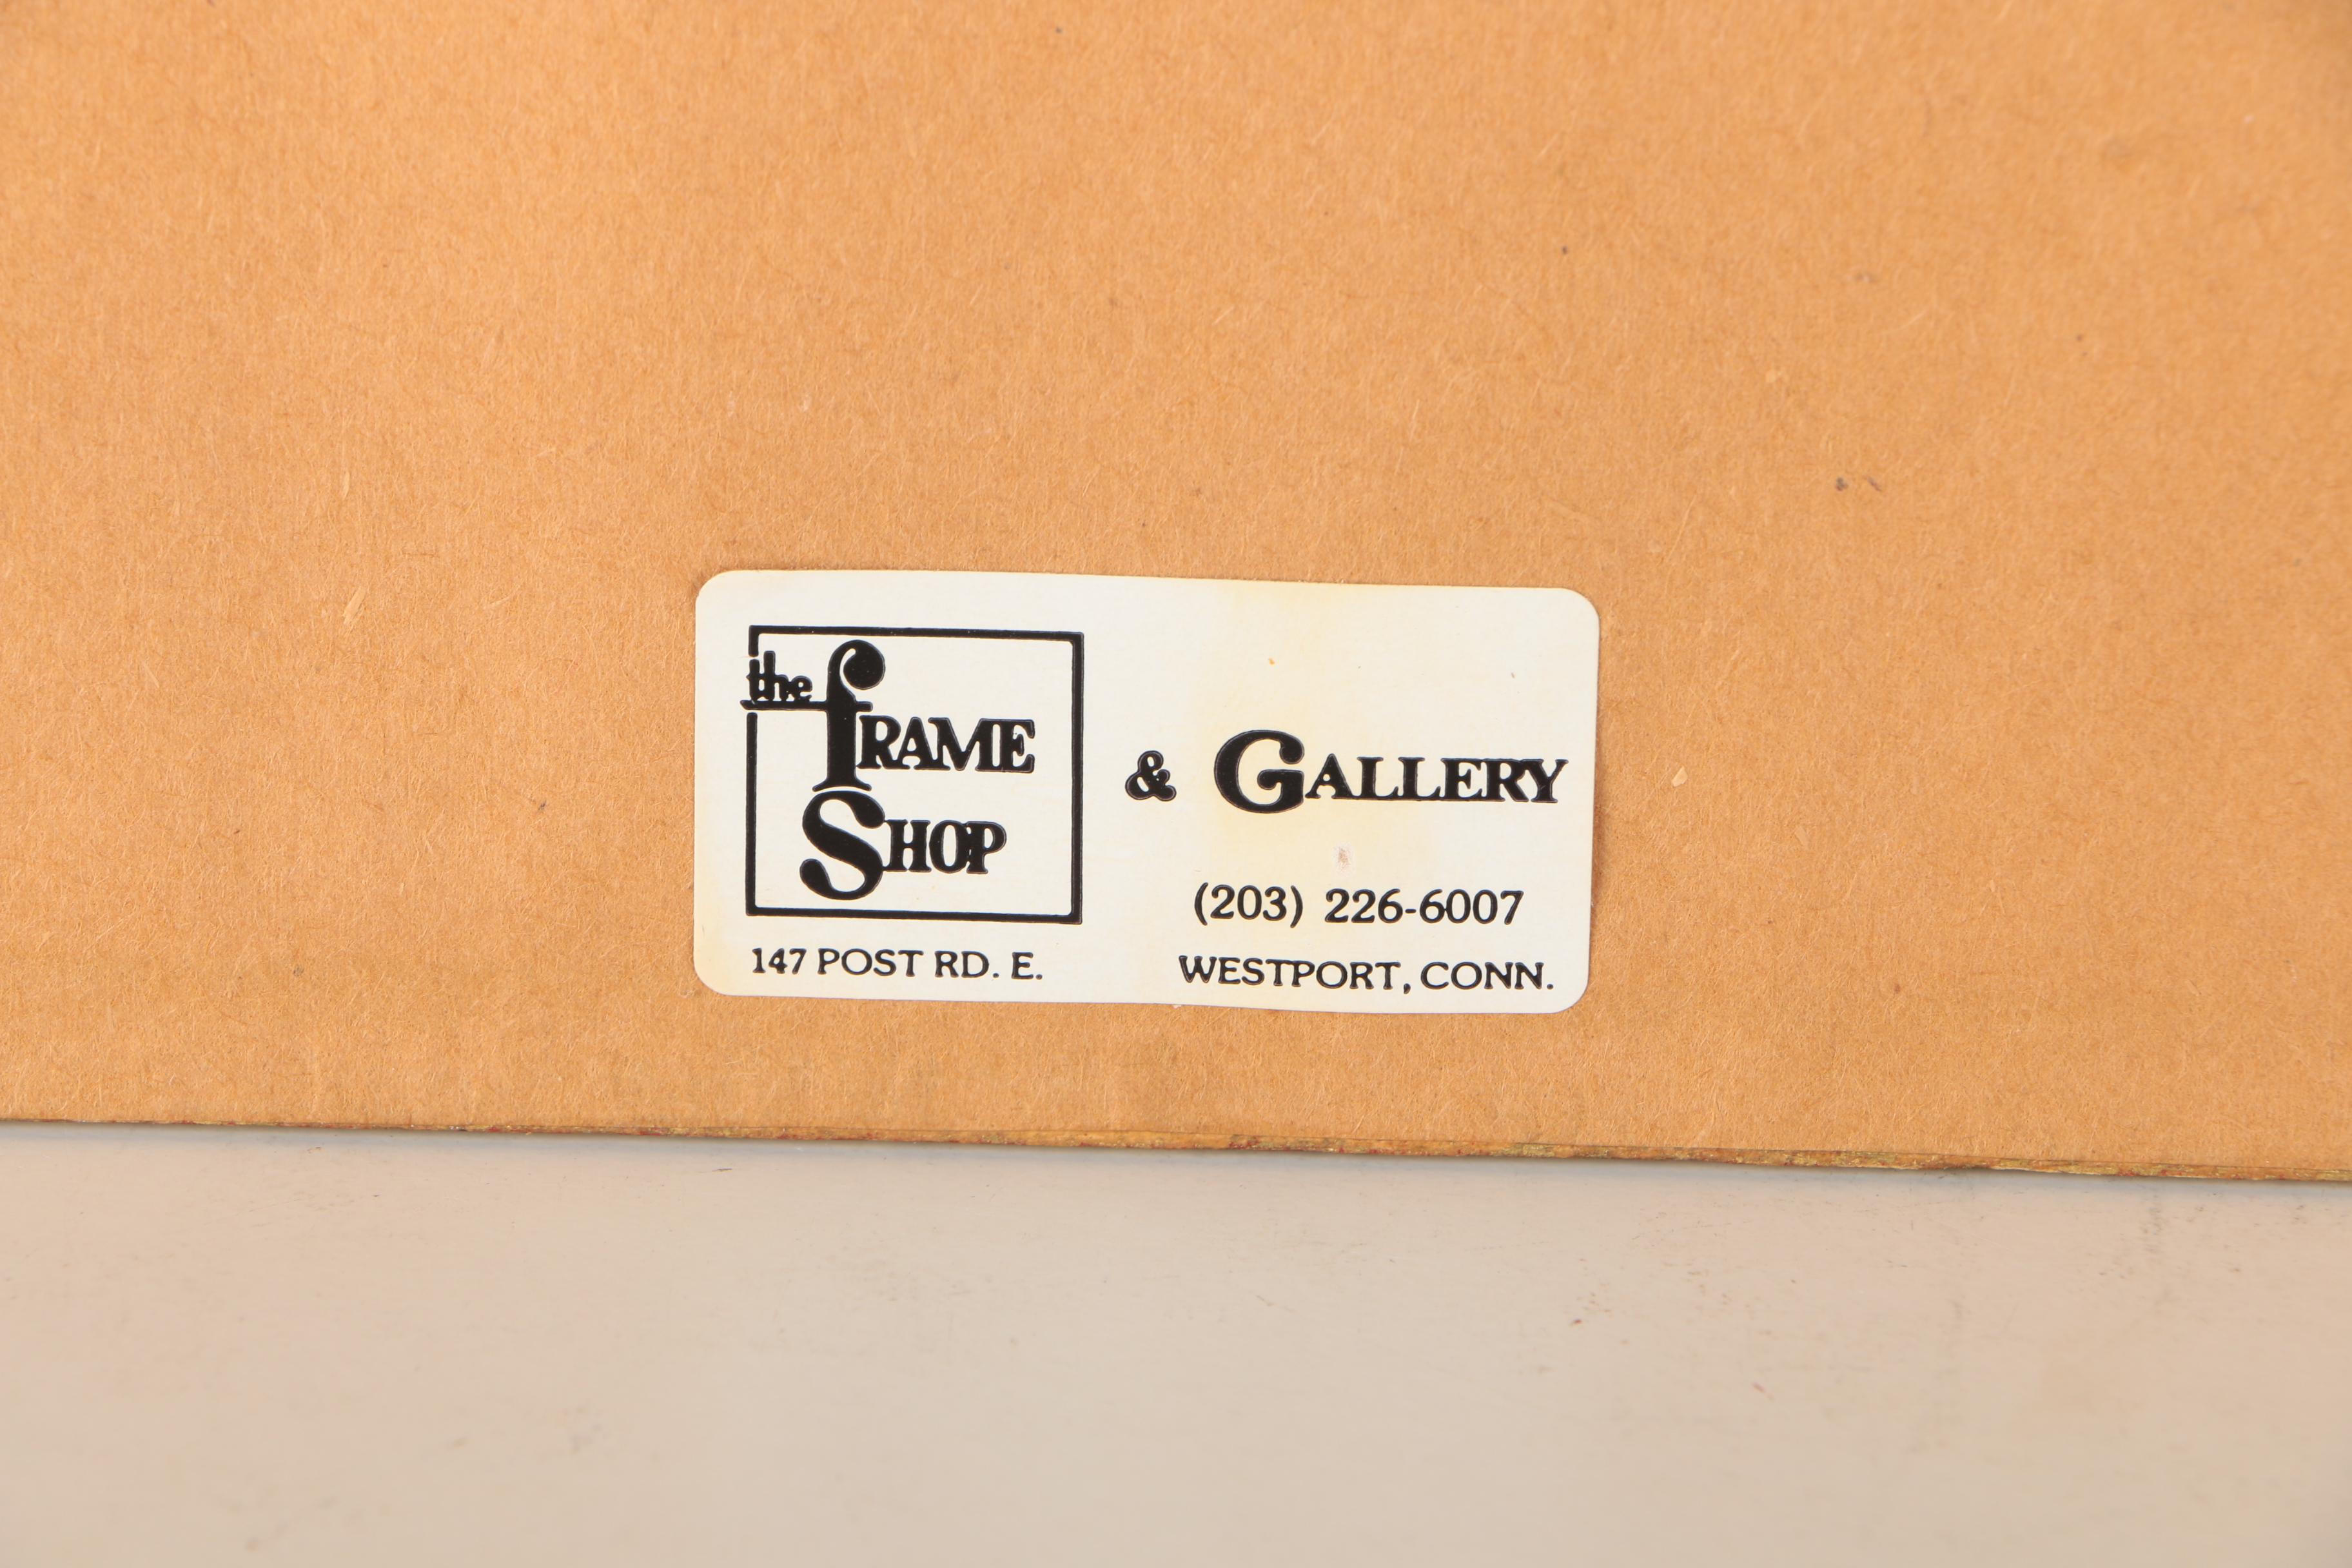 the fRAME
SHOP
& GALLERY
(203) 226-6007
147 POST RD. E.
WESTPORT, CONN.